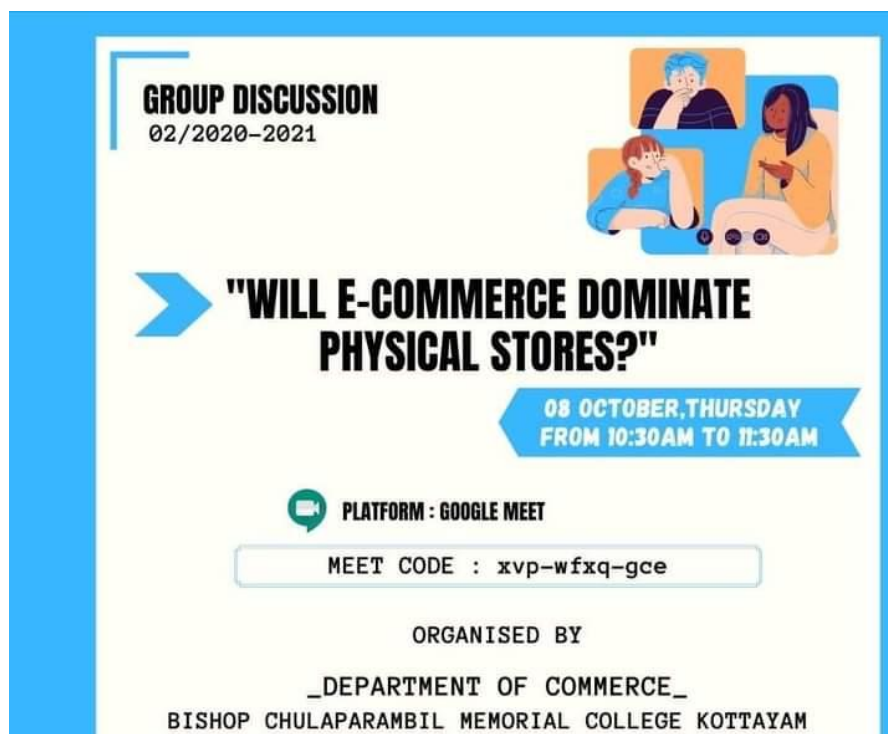 GROUP DISCUSSION
02/2020-2021
"WILL E-COMMERCE DOMINATE
PHYSICAL STORES?"
08 OCTOBER,THURSDAY
FROM 10:30AM TO 11:30AM
PLATFORM : GOOGLE MEET
MEET CODE : xvp-wfxq-gce
ORGANISED BY
_DEPARTMENT OF COMMERCE_
BISHOP CHULAPARAMBIL MEMORIAL COLLEGE KOTTAYAM